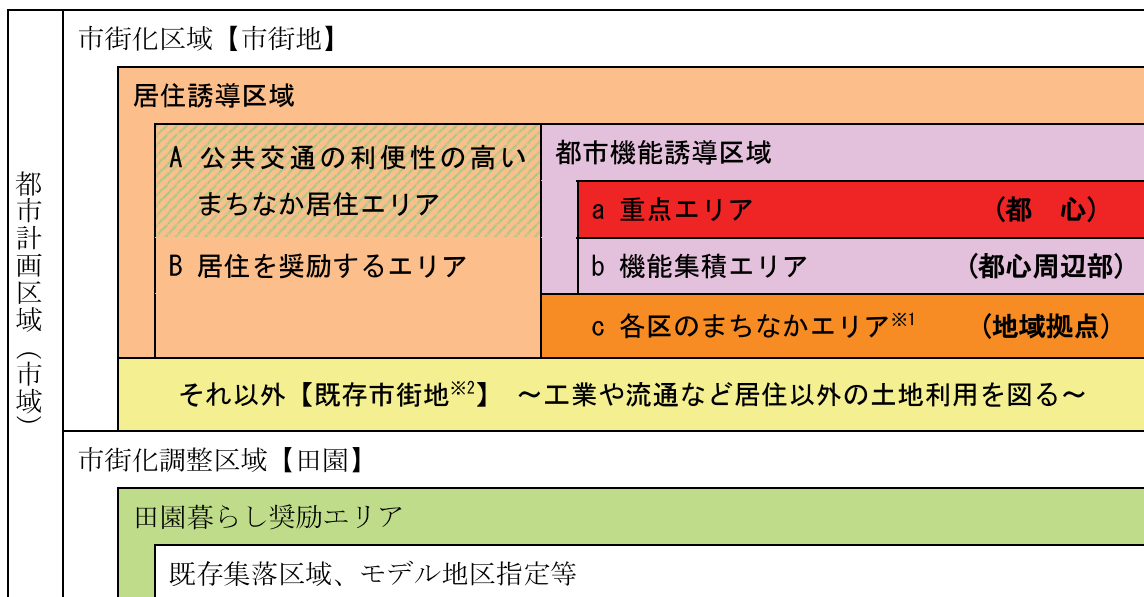 都市計画区域（市域）
市街化区域【市街地】
居住誘導区域
A 公共交通の利便性の高い
まちなか居住エリア
B 居住を奨励するエリア
都市機能誘導区域
a 重点エリア （都　心）
b 機能集積エリア （都心周辺部）
c 各区のまちなかエリア※1 （地域拠点）
それ以外【既存市街地※2】 ～工業や流通など居住以外の土地利用を図る～
市街化調整区域【田園】
田園暮らし奨励エリア
既存集落区域、モデル地区指定等